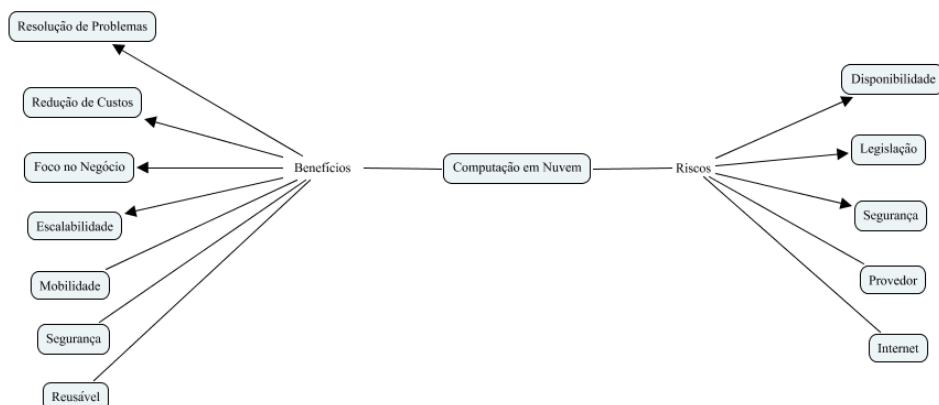 Resolução de Problemas
Redução de Custos
Foco no Negócio
Escalabilidade
Mobilidade
Segurança
Reusável
Benefícios
Computação em Nuvem
Riscos
Disponibilidade
Legislação
Segurança
Provedor
Internet